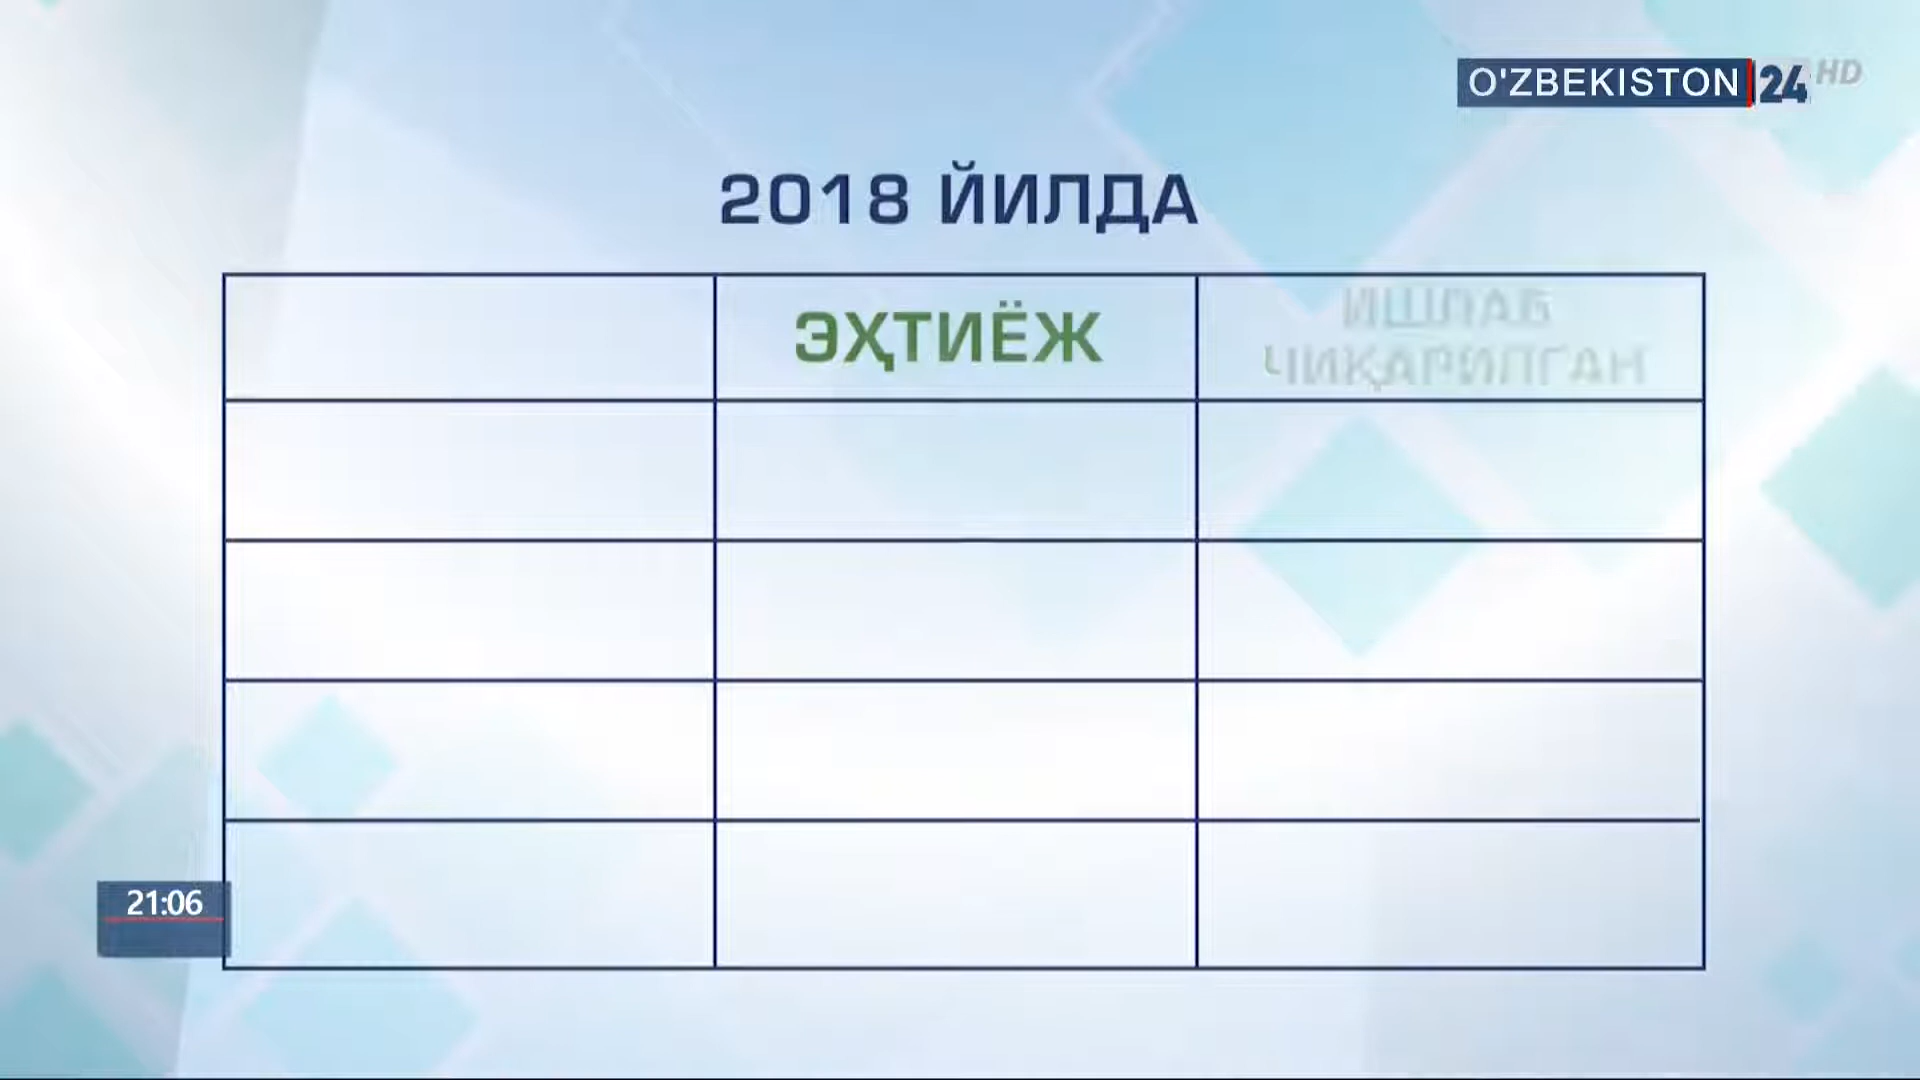 O'ZBEKISTON 24 HD
2018 ЙИЛДА
ЭҲТИЁЖ
ИШЛАБ
ЧИҚАРИЛГАН
21:06